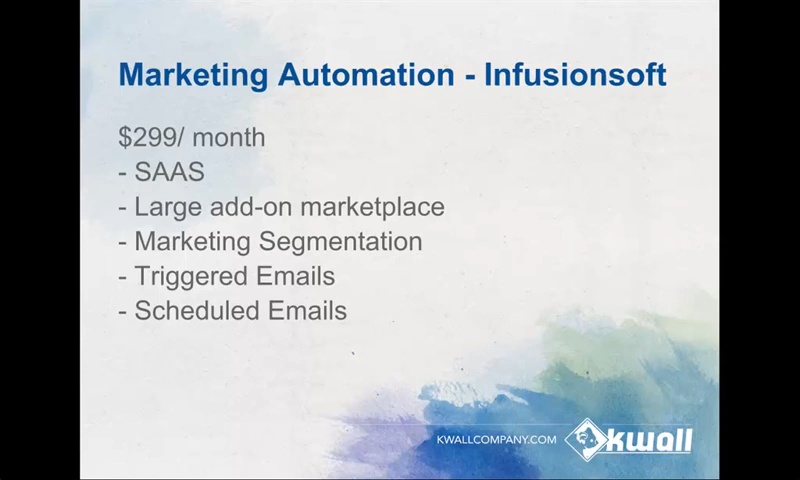 Marketing Automation - Infusionsoft
$299/ month
- SAAS
- Large add-on marketplace
- Marketing Segmentation
- Triggered Emails
- Scheduled Emails
KWALLCOMPANY.COM
kwall